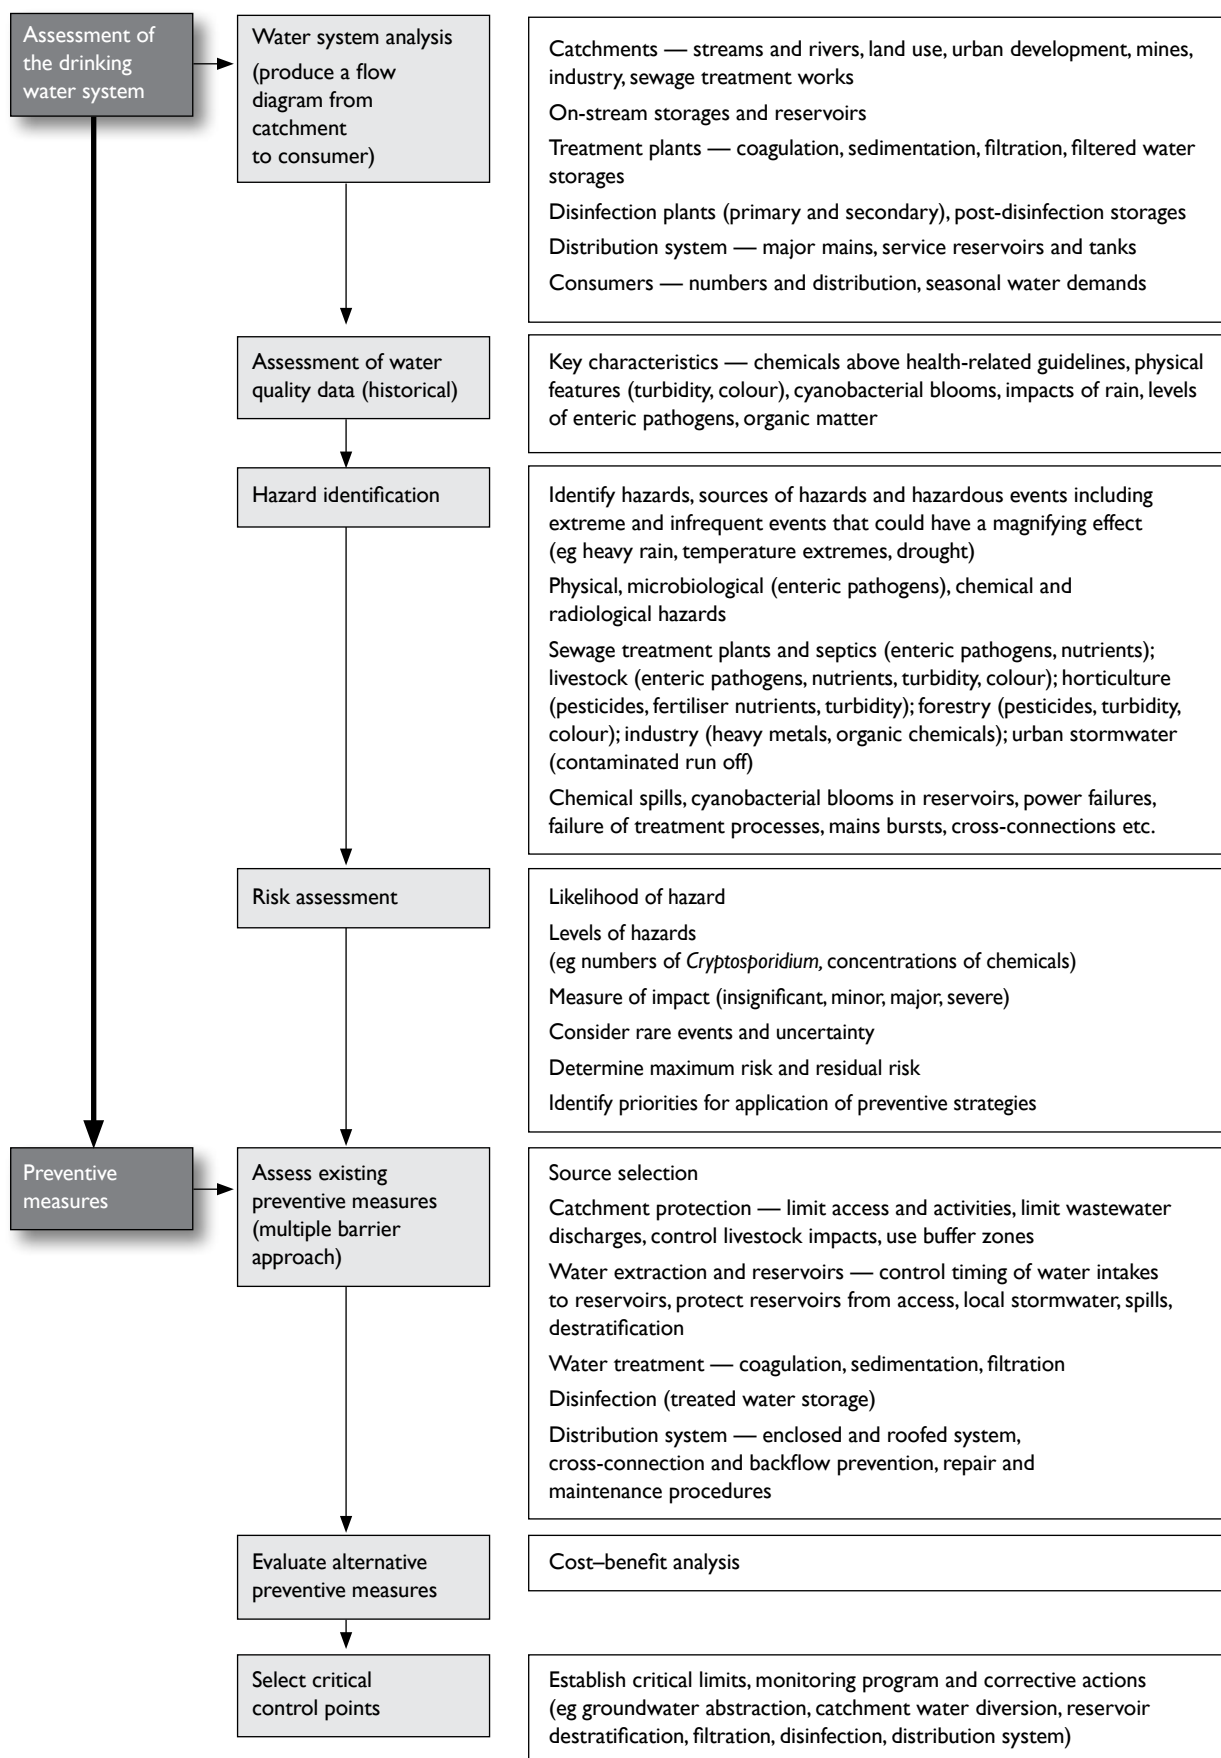 Assessment of
the drinking
water system
Water system analysis
(produce a flow
diagram from
catchment
to consumer)
Catchments — streams and rivers, land use, urban development, mines,
industry, sewage treatment works
On-stream storages and reservoirs
Treatment plants — coagulation, sedimentation, filtration, filtered water
storages
Disinfection plants (primary and secondary), post-disinfection storages
Distribution system — major mains, service reservoirs and tanks
Consumers — numbers and distribution, seasonal water demands
Assessment of water
quality data (historical)
Key characteristics — chemicals above health-related guidelines, physical
features (turbidity, colour), cyanobacterial blooms, impacts of rain, levels
of enteric pathogens, organic matter
Hazard identification
Identify hazards, sources of hazards and hazardous events including
extreme and infrequent events that could have a magnifying effect
(eg heavy rain, temperature extremes, drought)
Physical, microbiological (enteric pathogens), chemical and
radiological hazards
Sewage treatment plants and septics (enteric pathogens, nutrients);
livestock (enteric pathogens, nutrients, turbidity, colour); horticulture
(pesticides, fertiliser nutrients, turbidity); forestry (pesticides, turbidity,
colour); industry (heavy metals, organic chemicals); urban stormwater
(contaminated run off)
Chemical spills, cyanobacterial blooms in reservoirs, power failures,
failure of treatment processes, mains bursts, cross-connections etc.
Risk assessment
Likelihood of hazard
Levels of hazards
(eg numbers of Cryptosporidium, concentrations of chemicals)
Measure of impact (insignificant, minor, major, severe)
Consider rare events and uncertainty
Determine maximum risk and residual risk
Identify priorities for application of preventive strategies
Preventive
measures
Assess existing
preventive measures
(multiple barrier
approach)
Source selection
Catchment protection — limit access and activities, limit wastewater
discharges, control livestock impacts, use buffer zones
Water extraction and reservoirs — control timing of water intakes
to reservoirs, protect reservoirs from access, local stormwater, spills,
destratification
Water treatment — coagulation, sedimentation, filtration
Disinfection (treated water storage)
Distribution system — enclosed and roofed system,
cross-connection and backflow prevention, repair and
maintenance procedures
Evaluate alternative
preventive measures
Cost–benefit analysis
Select critical
control points
Establish critical limits, monitoring program and corrective actions
(eg groundwater abstraction, catchment water diversion, reservoir
destratification, filtration, disinfection, distribution system)